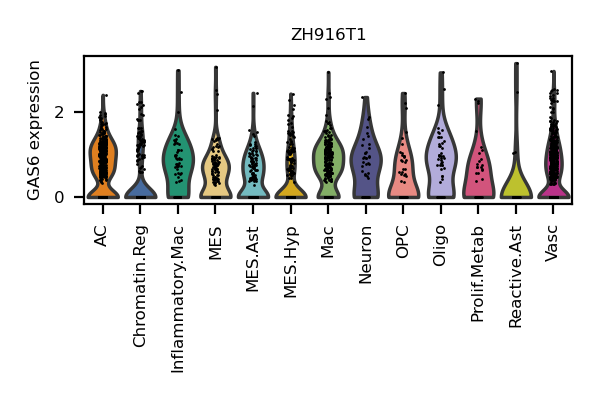 ZH916T1
GAS6 expression
2
0
AC
Chromatin.Reg
Inflammatory.Mac
MES
MES.Ast
MES.Hyp
Mac
Neuron
OPC
Oligo
Prolif.Metab
Reactive.Ast
Vasc